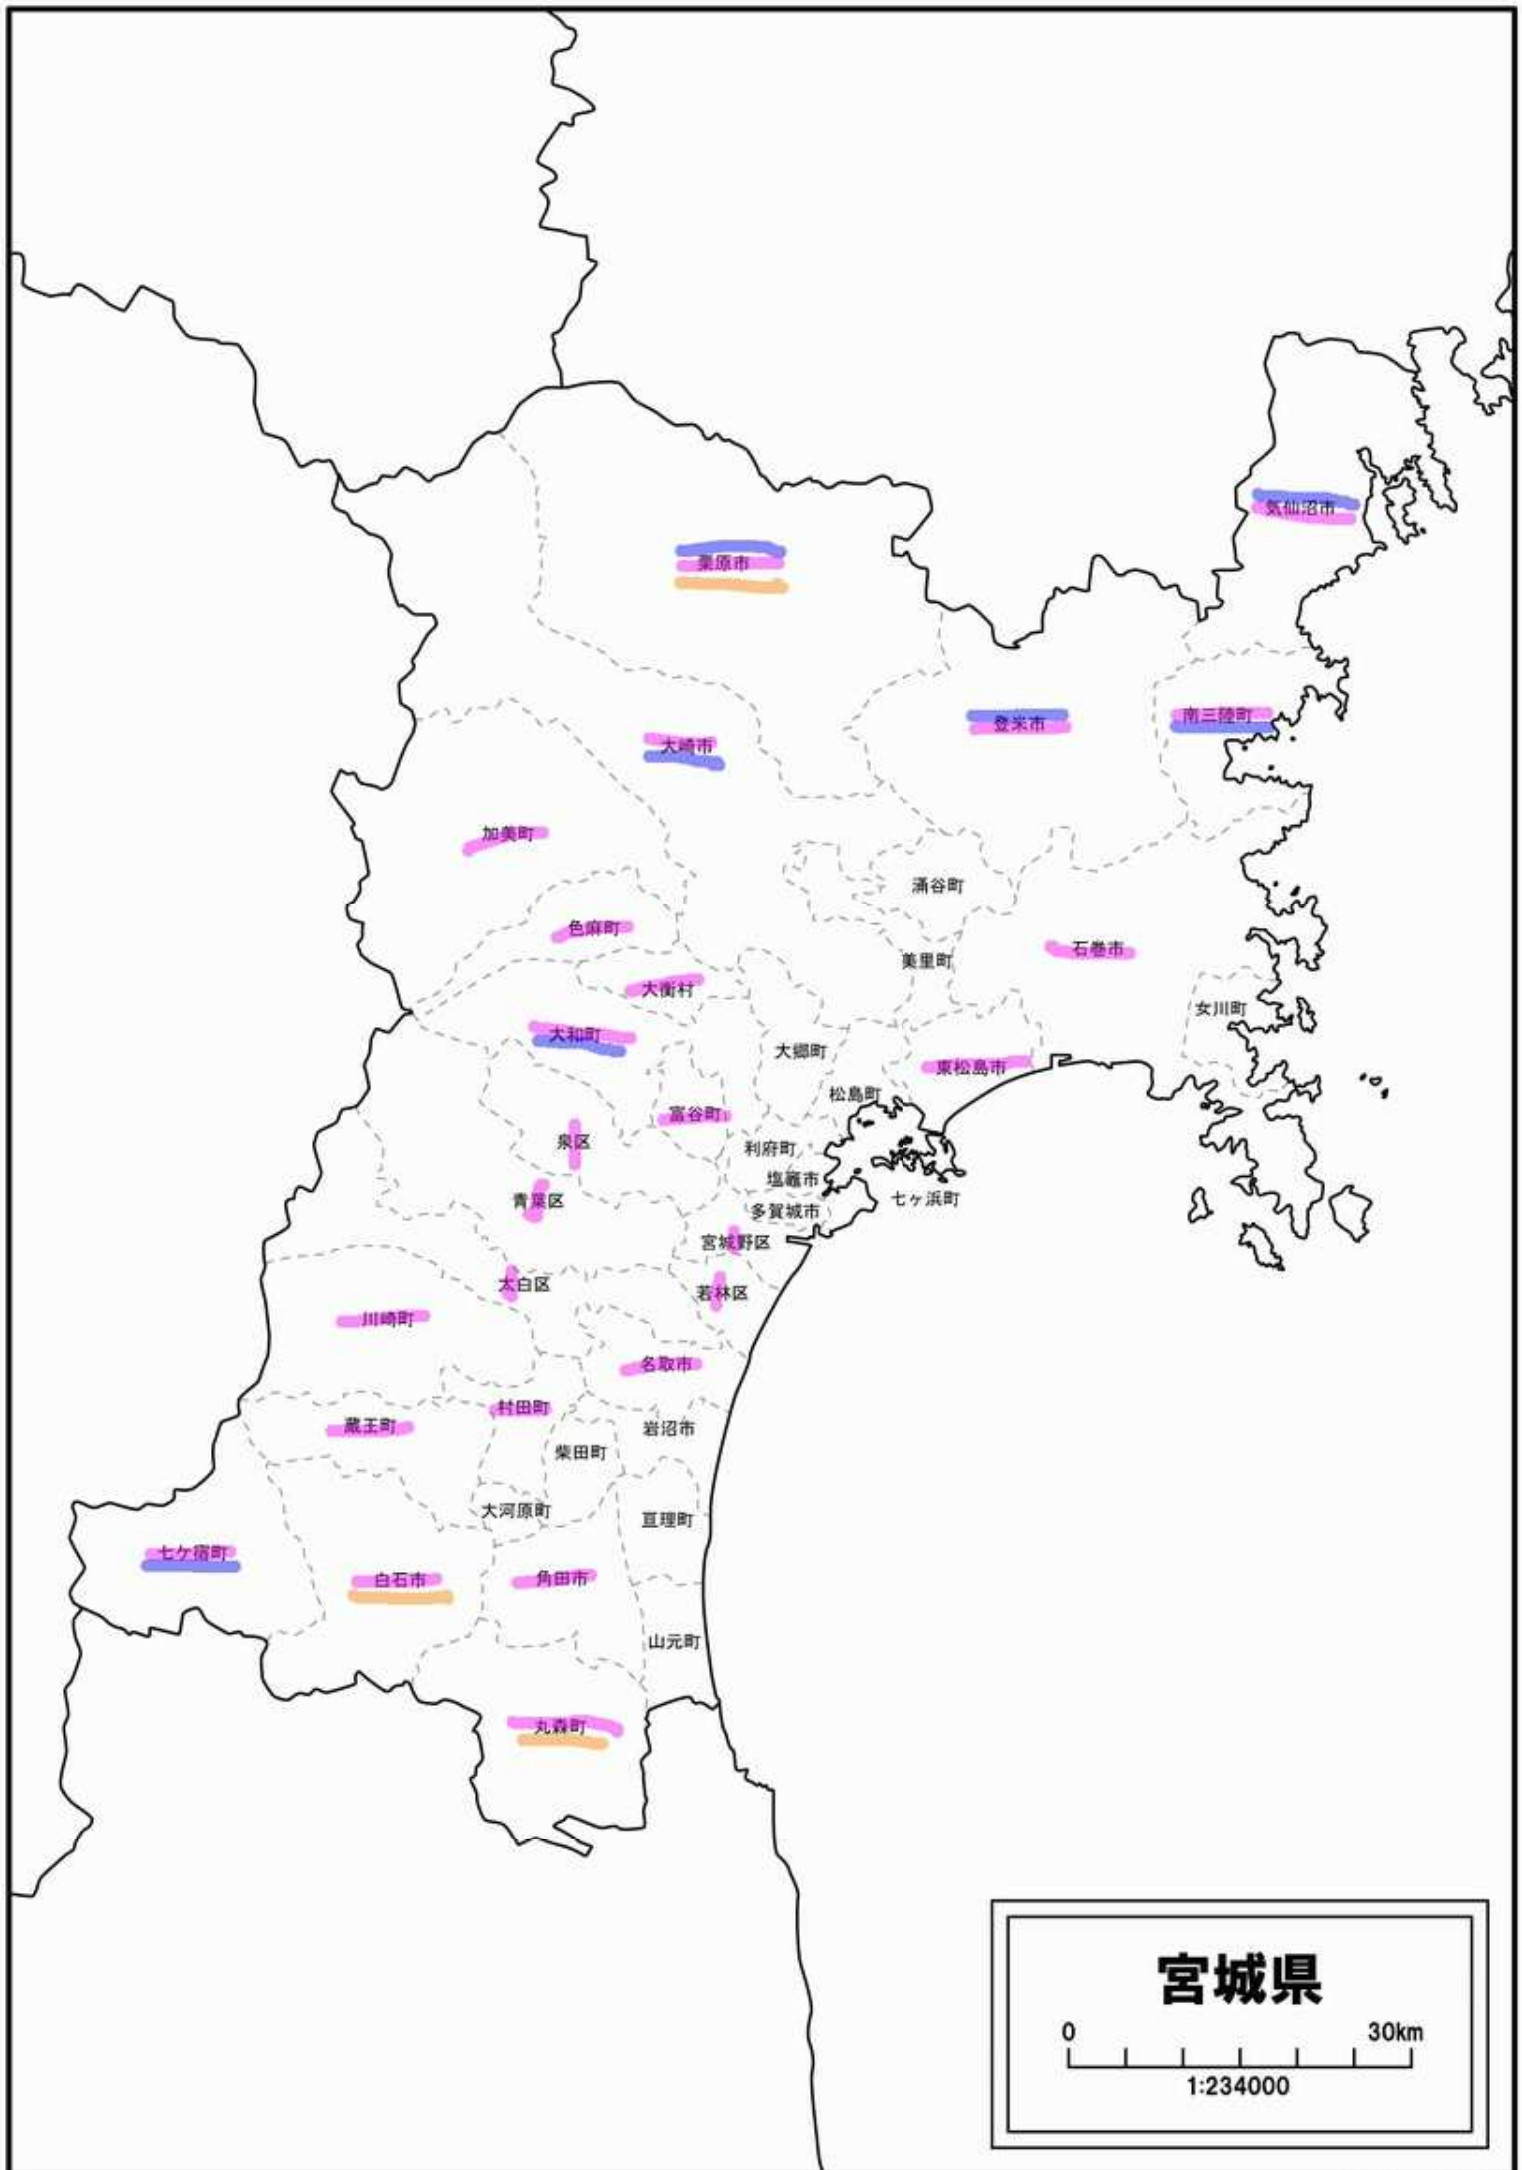 気仙沼市
栗原市
登米市
南三陸町
大崎市
加美町
涌谷町
色麻町
美里町
石巻市
大衡村
女川町
大和町
大郷町
東松島市
松島町
富谷町
泉区
利府町
塩竈市
青葉区
七ヶ浜町
多賀城市
宮城野区
太白区
若林区
川崎町
名取市
村田町
蔵王町
岩沼市
柴田町
大河原町
亘理町
七ケ宿町
白石市
角田市
山元町
丸森町
宮城県
0 30km
1:234000